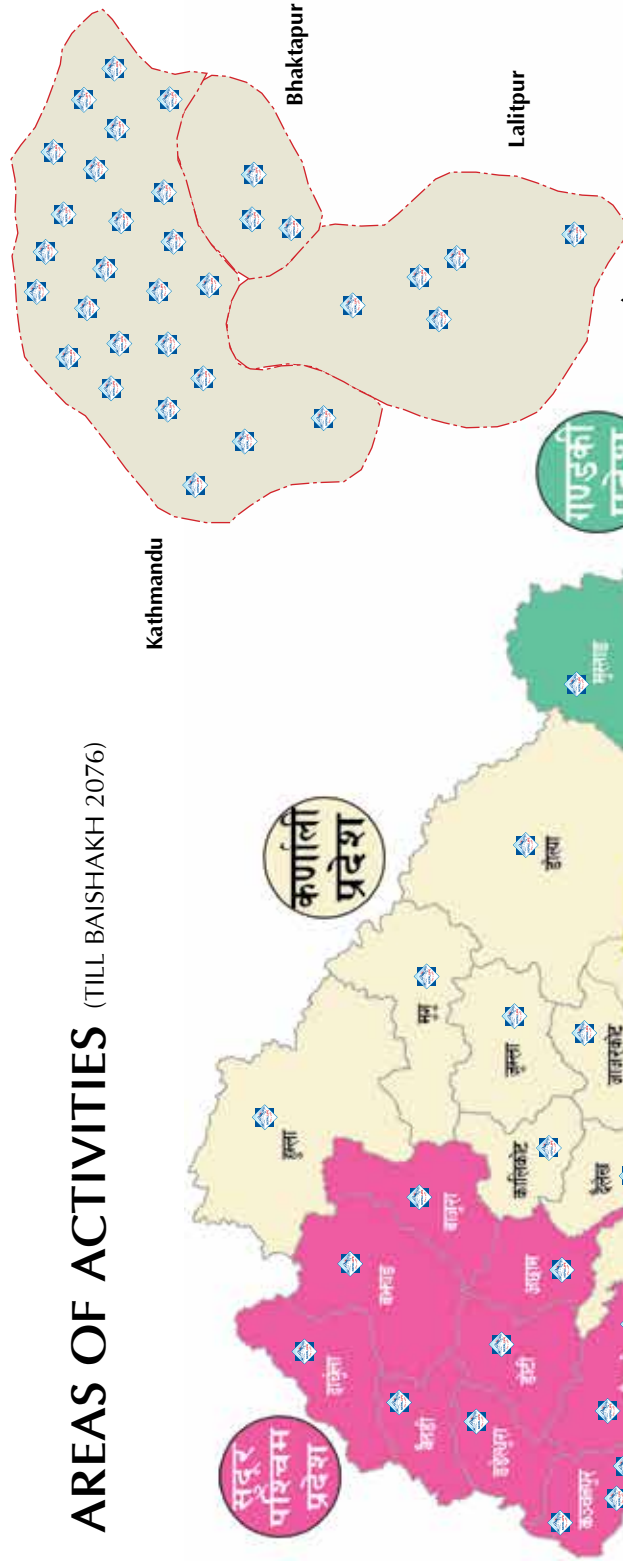 AREAS OF ACTIVITIES (TILL BAISHAKH 2076)
Kathmandu
Bhaktapur
Lalitpur
सुदूर
पश्चिम
प्रदेश
कर्णाली
प्रदेश
गण्डकी
दार्चुला
बझाङ
बैतडी
बाजुरा
डडेल्धुरा
डोटी
अछाम
कञ्चनपुर
हुम्ला
मुगु
जुम्ला
कालिकोट
डोल्पा
जाजरकोट
दैलेख
मुस्ताङ